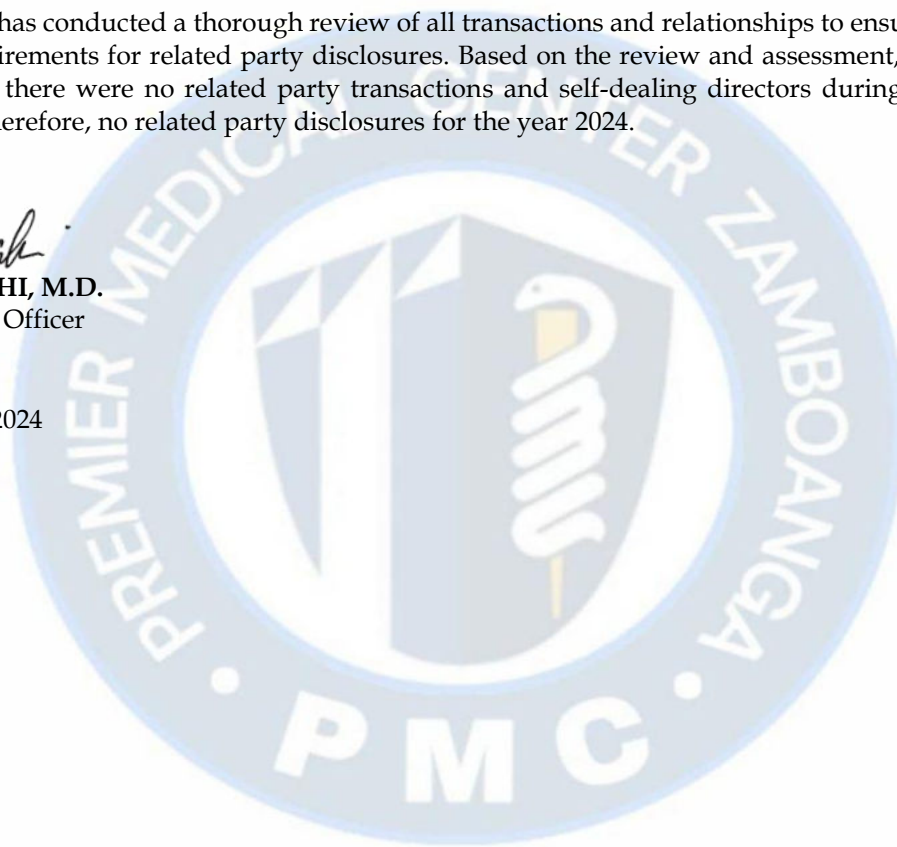 has conducted a thorough review of all transactions and relationships to ensu
irements for related party disclosures. Based on the review and assessment,
there were no related party transactions and self-dealing directors during
herefore, no related party disclosures for the year 2024.
HI, M.D.
Officer
2024
PREMIER MEDICAL CENTER ZAMBOANGA
• PMC •